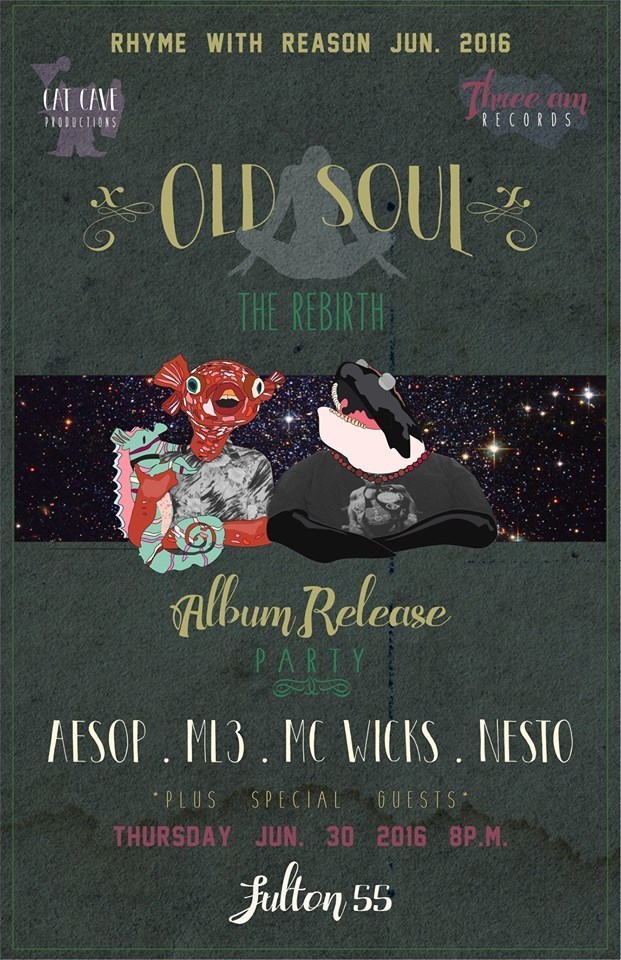 RHYME WITH REASON JUN. 2016
CAT CAVE
PRODUCTIONS
Three am
RECORDS
OLD SOUL
THE REBIRTH
Album Release
PARTY
AESOP . ML3 . MC WICKS . NESTO
*PLUS SPECIAL GUESTS*
THURSDAY JUN. 30 2016 8P.M.
Fulton 55